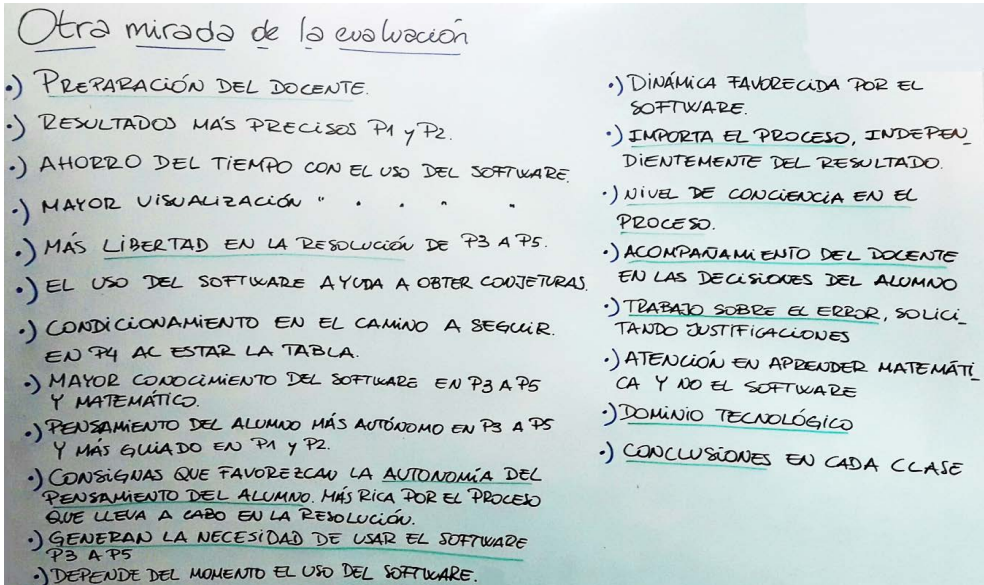 Otra mirada de la evaluación
•) PREPARACIÓN DEL DOCENTE.
•) RESULTADOS MÁS PRECISOS P1 y P2.
•) AHORRO DEL TIEMPO CON EL USO DEL SOFTWARE.
•) MAYOR VISUALIZACIÓN " " " " "
•) MÁS LIBERTAD EN LA RESOLUCIÓN DE P3 A P5.
•) EL USO DEL SOFTWARE AYUDA A OBTER CONJETURAS.
•) CONDICIONAMIENTO EN EL CAMINO A SEGUIR.
EN P4 AL ESTAR LA TABLA.
•) MAYOR CONOCIMIENTO DEL SOFTWARE EN P3 A P5
Y MATEMÁTICO.
•) PENSAMIENTO DEL ALUMNO MÁS AUTÓNOMO EN P3 A P5
Y MÁS GUIADO EN P1 y P2.
•) CONSIGNAS QUE FAVOREZCAN LA AUTONOMÍA DEL
PENSAMIENTO DEL ALUMNO. MÁS RICA POR EL PROCESO
QUE LLEVA A CABO EN LA RESOLUCIÓN.
•) GENERAN LA NECESIDAD DE USAR EL SOFTWARE
P3 A P5
•) DEPENDE DEL MOMENTO EL USO DEL SOFTWARE.
•) DINÁMICA FAVORECIDA POR EL
SOFTWARE.
•) IMPORTA EL PROCESO, INDEPEN_
DIENTEMENTE DEL RESULTADO.
•) NIVEL DE CONCIENCIA EN EL
PROCESO.
•) ACOMPAÑAMIENTO DEL DOCENTE
EN LAS DECISIONES DEL ALUMNO
•) TRABAJO SOBRE EL ERROR, SOLICI_
TANDO JUSTIFICACIONES
•) ATENCIÓN EN APRENDER MATEMÁTI_
CA Y NO EL SOFTWARE
•) DOMINIO TECNOLÓGICO
•) CONCLUSIONES EN CADA CLASE